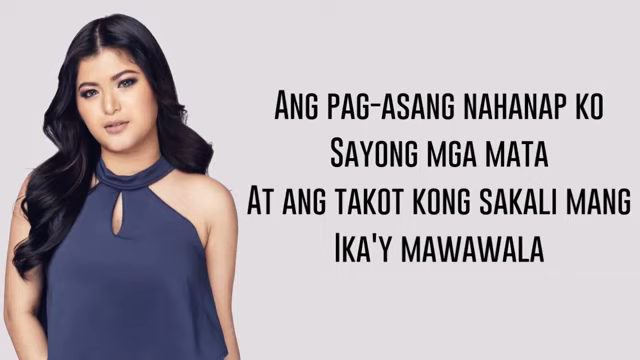 Ang pag-asang nahanap ko
Sayong mga mata
At ang takot kong sakali mang
Ika'y mawawala